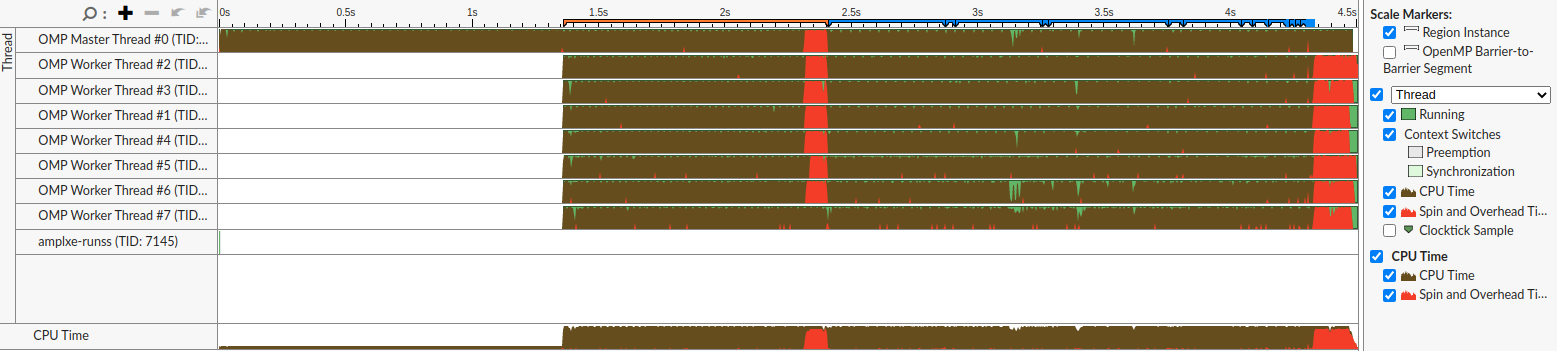 0s 0.5s 1s 1.5s 2s 2.5s 3s 3.5s 4s 4.5s
Thread
OMP Master Thread #0 (TID:...
OMP Worker Thread #2 (TID...
OMP Worker Thread #3 (TID...
OMP Worker Thread #1 (TID...
OMP Worker Thread #4 (TID...
OMP Worker Thread #5 (TID...
OMP Worker Thread #6 (TID...
OMP Worker Thread #7 (TID...
amplxe-runss (TID: 7145)
CPU Time
Scale Markers:
Region Instance
OpenMP Barrier-to-
Barrier Segment
Thread
Running
Context Switches
Preemption
Synchronization
CPU Time
Spin and Overhead Ti...
Clocktick Sample
CPU Time
CPU Time
Spin and Overhead Ti...